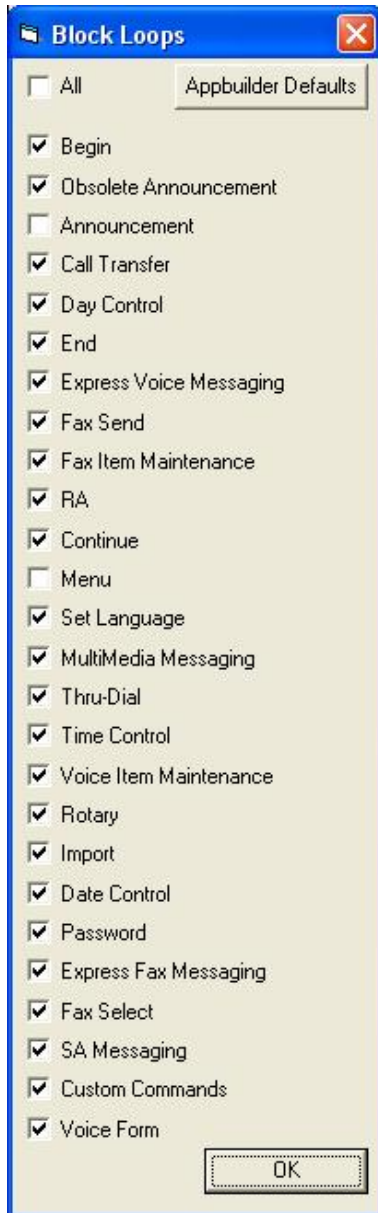 Block Loops
All
Appbuilder Defaults
Begin
Obsolete Announcement
Announcement
Call Transfer
Day Control
End
Express Voice Messaging
Fax Send
Fax Item Maintenance
RA
Continue
Menu
Set Language
MultiMedia Messaging
Thru-Dial
Time Control
Voice Item Maintenance
Rotary
Import
Date Control
Password
Express Fax Messaging
Fax Select
SA Messaging
Custom Commands
Voice Form
OK